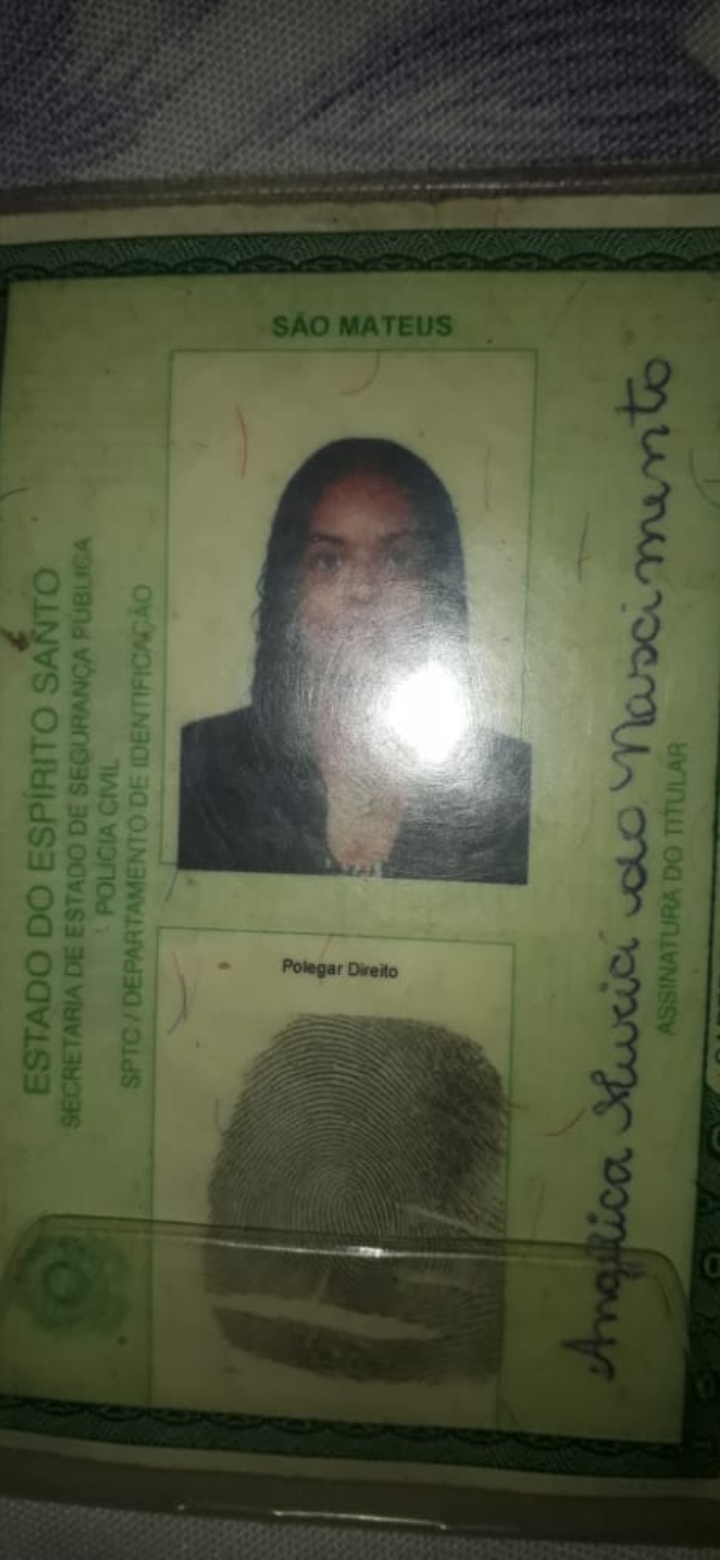 ESTADO DO ESPÍRITO SANTO
SECRETARIA DE ESTADO DE SEGURANÇA PÚBLICA
POLÍCIA CIVIL
SPTC / DEPARTAMENTO DE IDENTIFICAÇÃO
SÃO MATEUS
Polegar Direito
Angélica Murici do Nascimento
ASSINATURA DO TITULAR